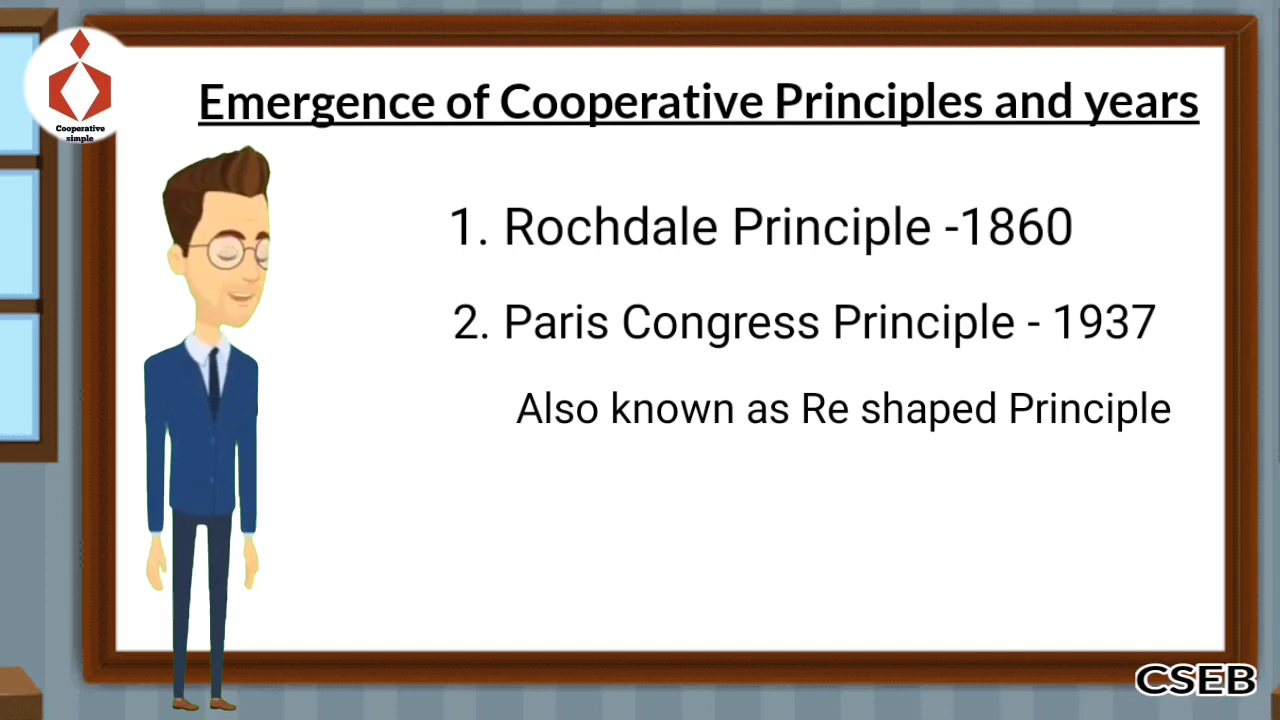 Cooperative
simple
Emergence of Cooperative Principles and years
1. Rochdale Principle -1860
2. Paris Congress Principle - 1937
Also known as Re shaped Principle
CSEB